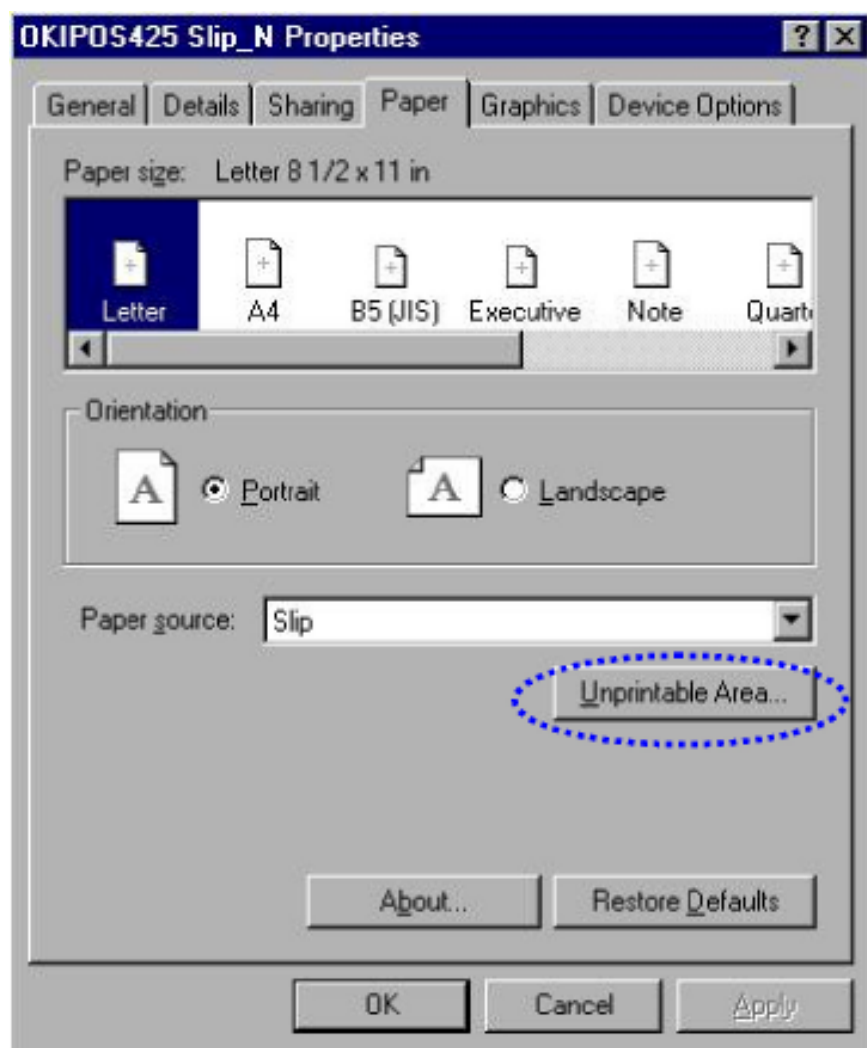 OKIPOS425 Slip_N Properties
General Details Sharing Paper Graphics Device Options
Paper size: Letter 8 1/2 x 11 in
Letter A4 B5 (JIS) Executive Note Quart
Orientation
A Portrait A Landscape
Paper source: Slip
Unprintable Area...
About... Restore Defaults
OK Cancel Apply